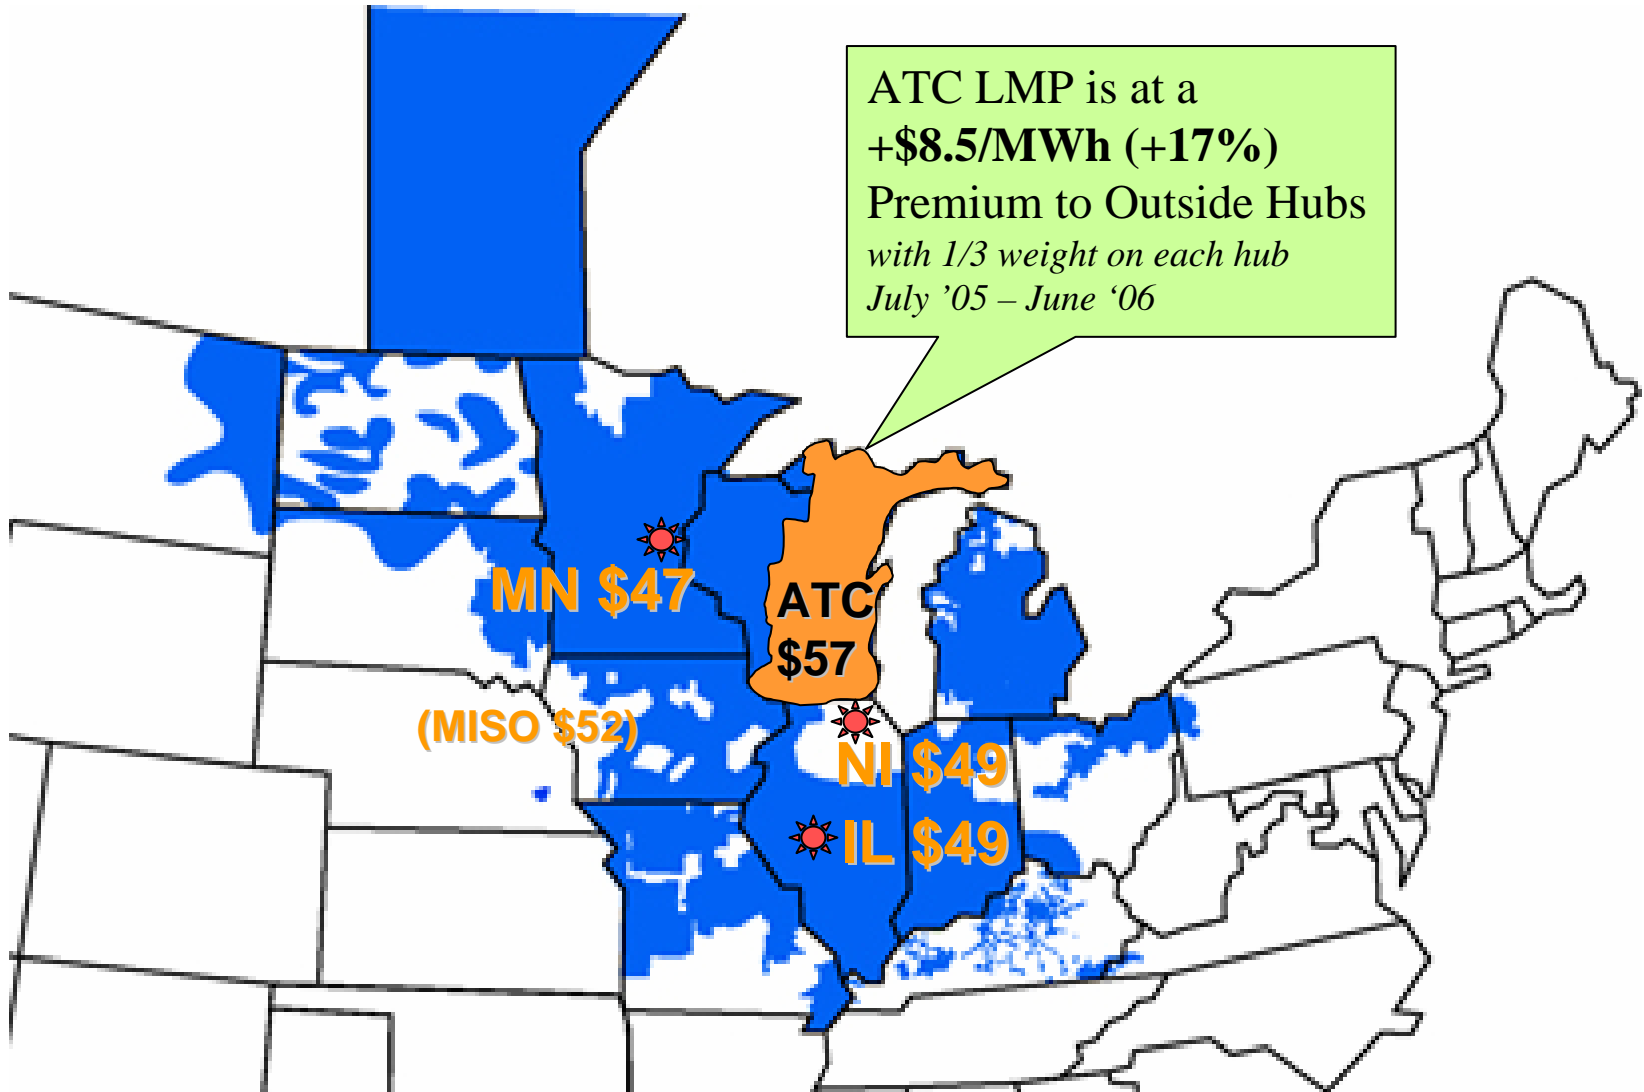 ATC LMP is at a
+$8.5/MWh (+17%)
Premium to Outside Hubs
with 1/3 weight on each hub
July ’05 – June ‘06
MN $47
ATC
$57
(MISO $52)
NI $49
IL $49